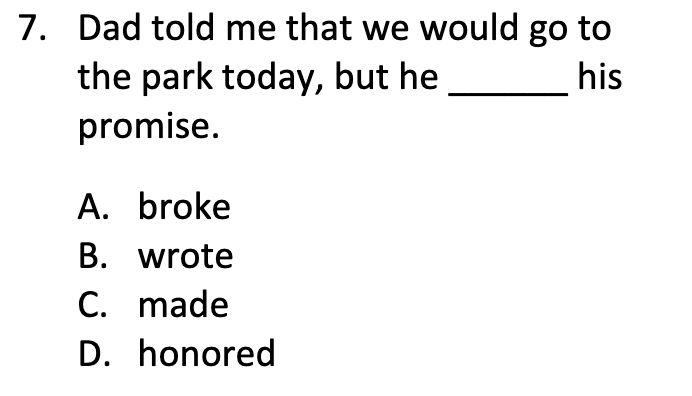 7. Dad told me that we would go to
the park today, but he ______ his
promise.
A. broke
B. wrote
C. made
D. honored